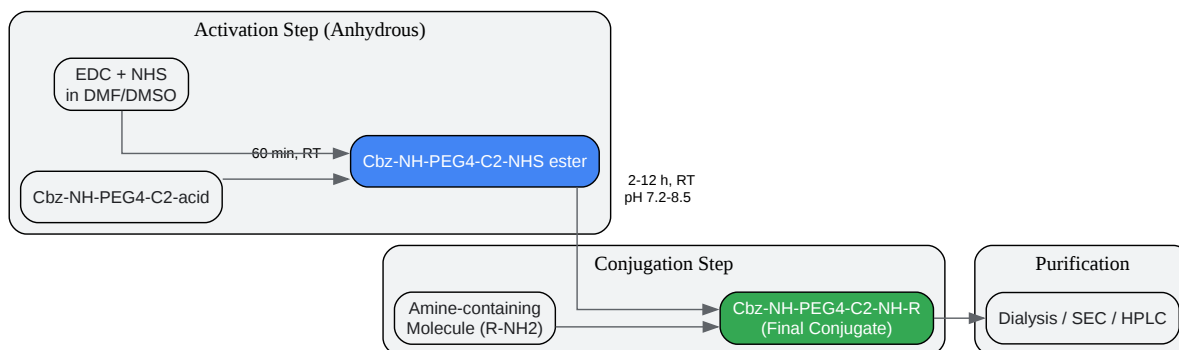 Activation Step (Anhydrous)
EDC + NHS
in DMF/DMSO
60 min, RT
Cbz-NH-PEG4-C2-NHS ester
Cbz-NH-PEG4-C2-acid
2-12 h, RT
pH 7.2-8.5
Conjugation Step
Amine-containing
Molecule (R-NH2)
Cbz-NH-PEG4-C2-NH-R
(Final Conjugate)
Purification
Dialysis / SEC / HPLC